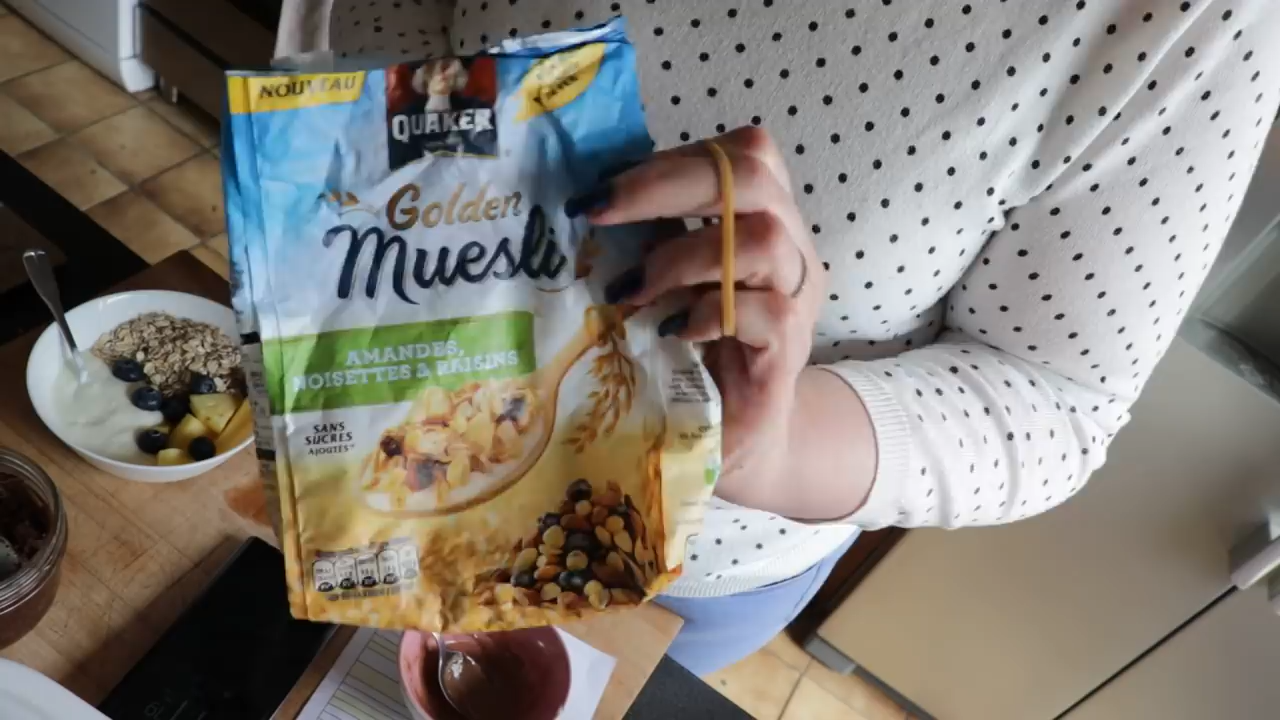 NOUVEAU
QUAKER
Golden
Muesli
AMANDES,
NOISETTES & RAISINS
SANS
SUCRES
AJOUTÉS*